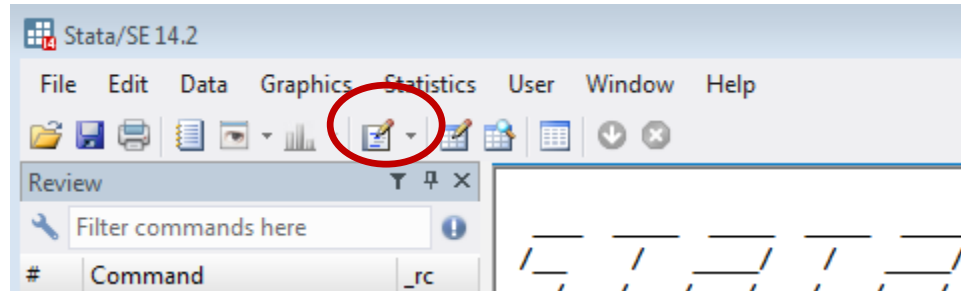 Stata/SE 14.2
File Edit Data Graphics Statistics User Window Help
Review
Filter commands here
# Command _rc